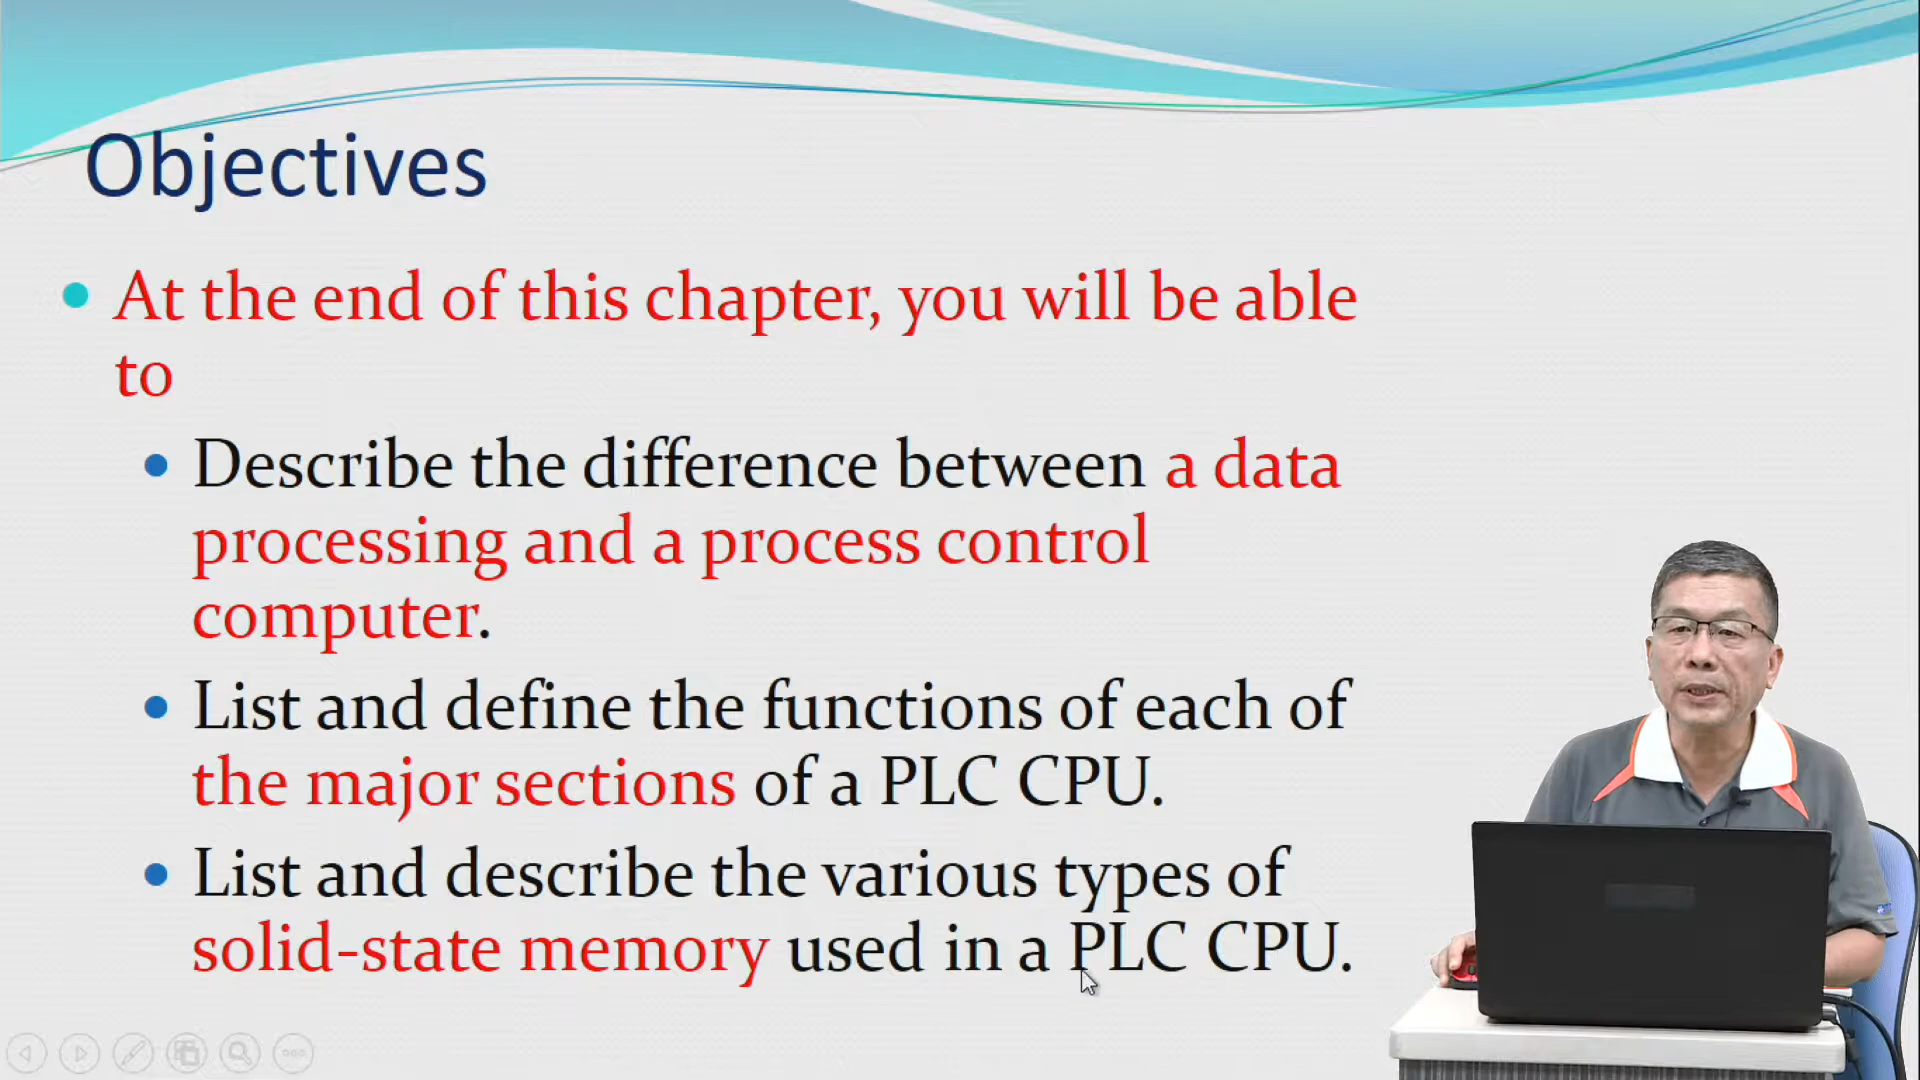 Objectives
At the end of this chapter, you will be able
to
Describe the difference between a data
processing and a process control
computer.
List and define the functions of each of
the major sections of a PLC CPU.
List and describe the various types of
solid-state memory used in a PLC CPU.